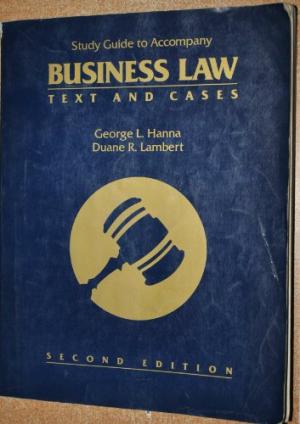 Study Guide to Accompany
BUSINESS LAW
TEXT AND CASES
George L. Hanna
Duane R. Lambert
SECOND EDITION